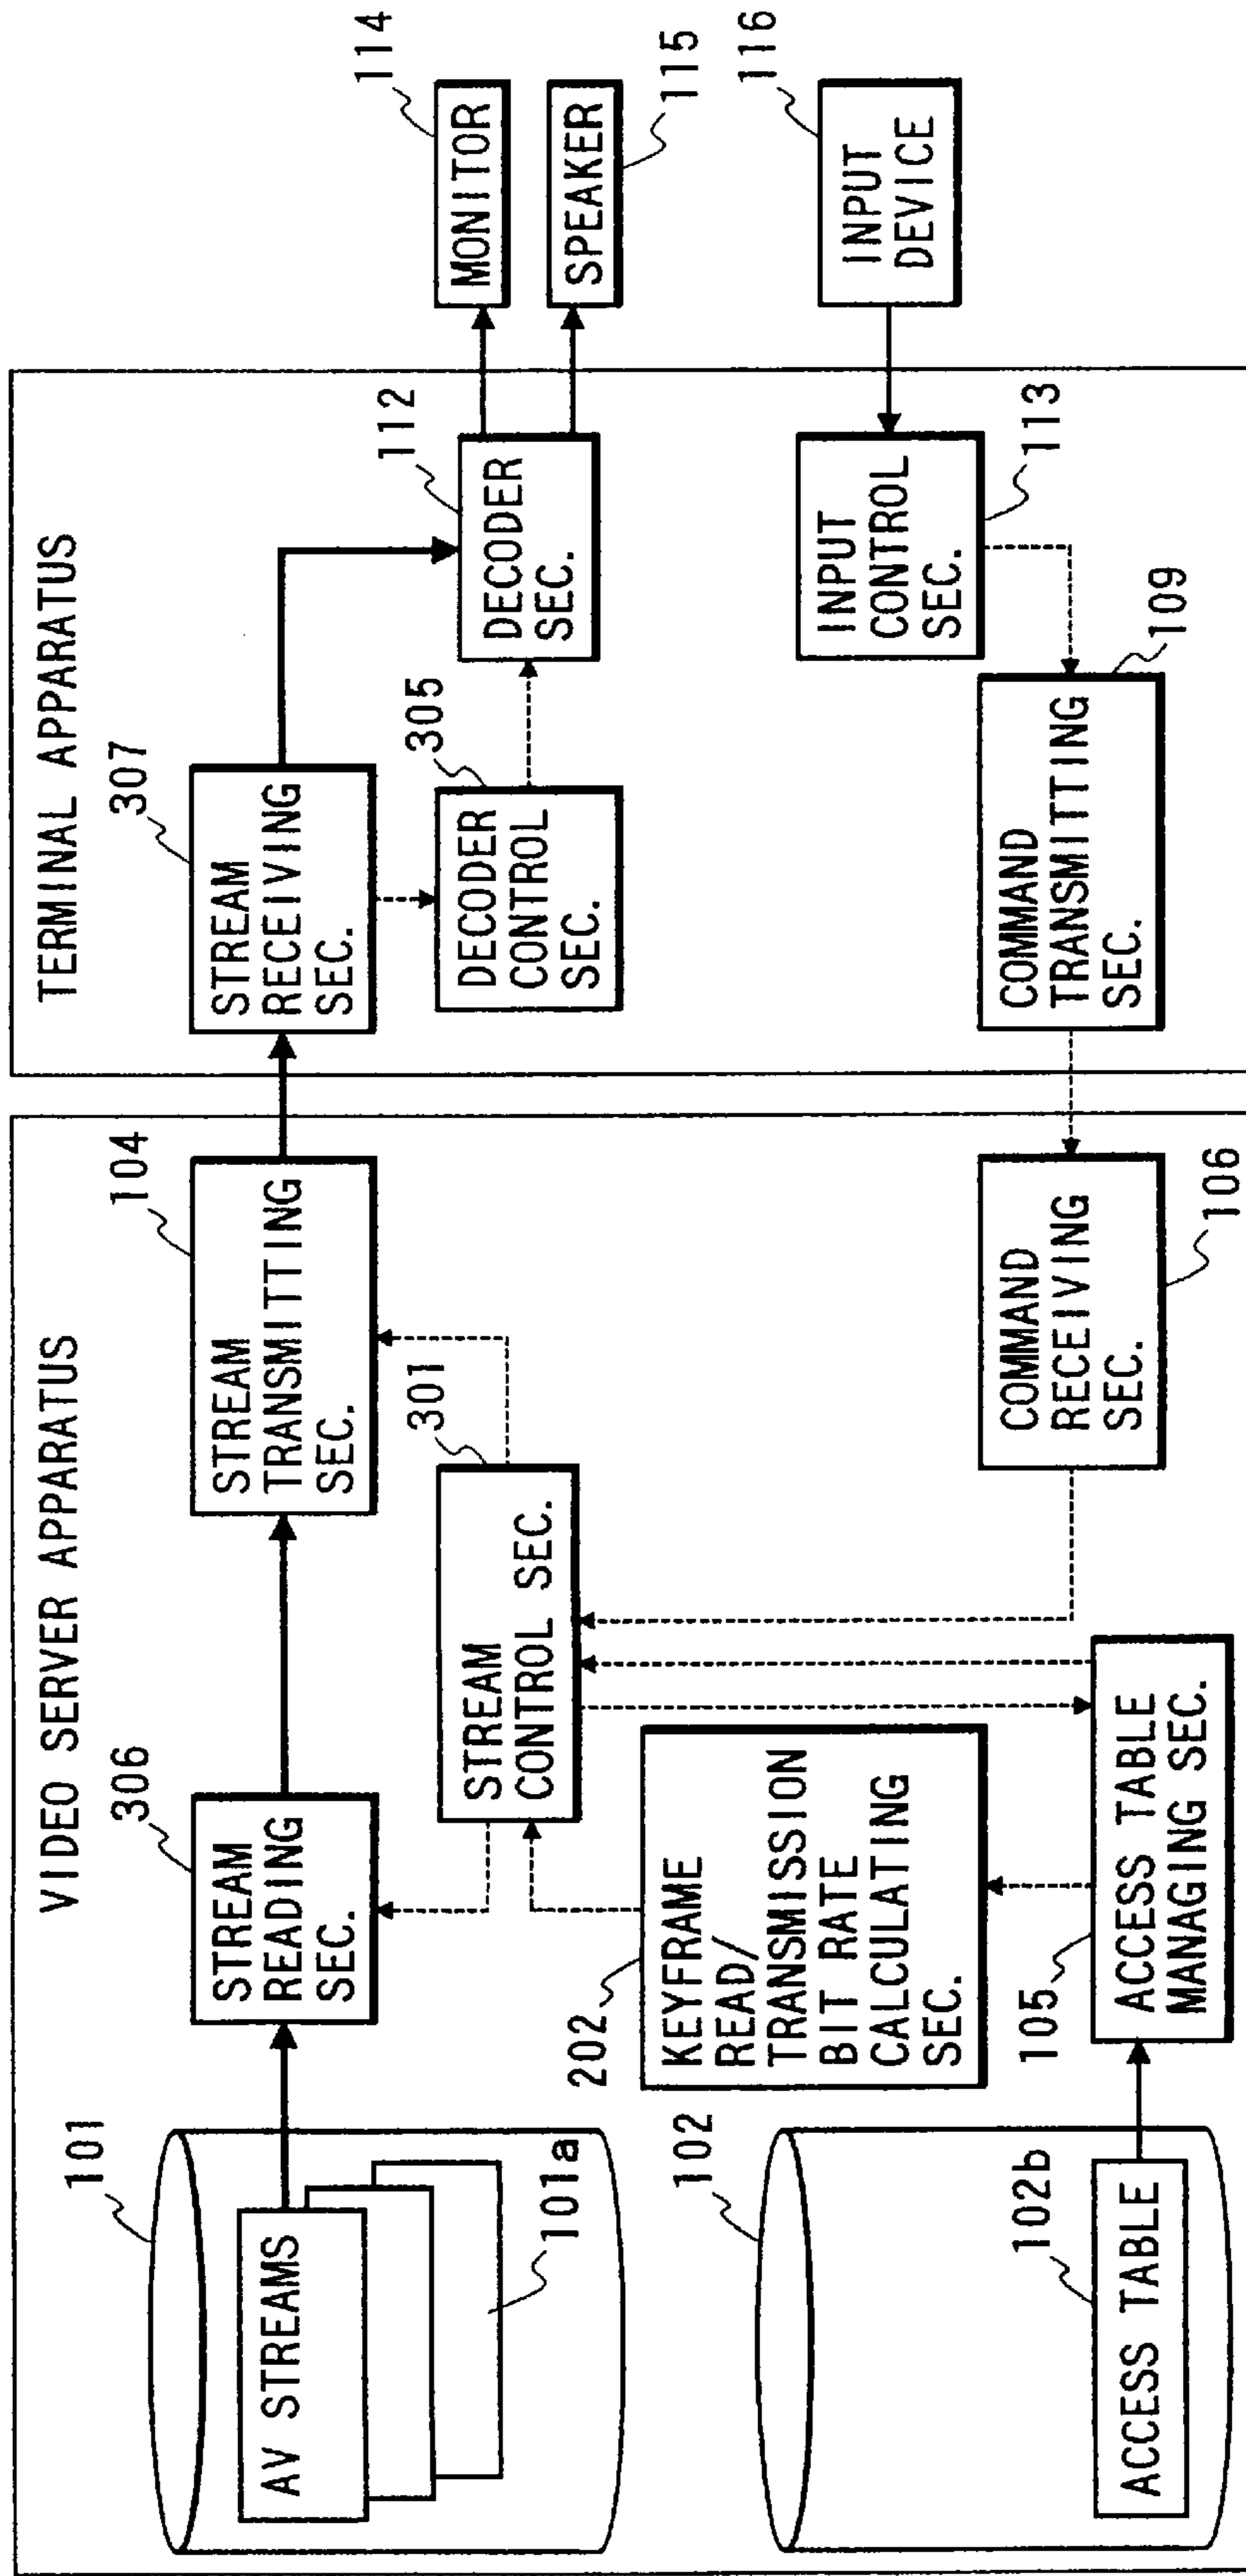 VIDEO SERVER APPARATUS
101
AV STREAMS
101a
306
STREAM
READING
SEC.
104
STREAM
TRANSMITTING
SEC.
301
STREAM
CONTROL SEC.
202
KEYFRAME
READ/
TRANSMISSION
BIT RATE
CALCULATING
SEC.
102
102b
ACCESS TABLE
105
ACCESS TABLE
MANAGING SEC.
COMMAND
RECEIVING
SEC.
106
TERMINAL APPARATUS
307
STREAM
RECEIVING
SEC.
305
DECODER
CONTROL
SEC.
112
DECODER
SEC.
INPUT
CONTROL
SEC.
113
COMMAND
TRANSMITTING
SEC.
109
114
MONITOR
SPEAKER
115
116
INPUT
DEVICE